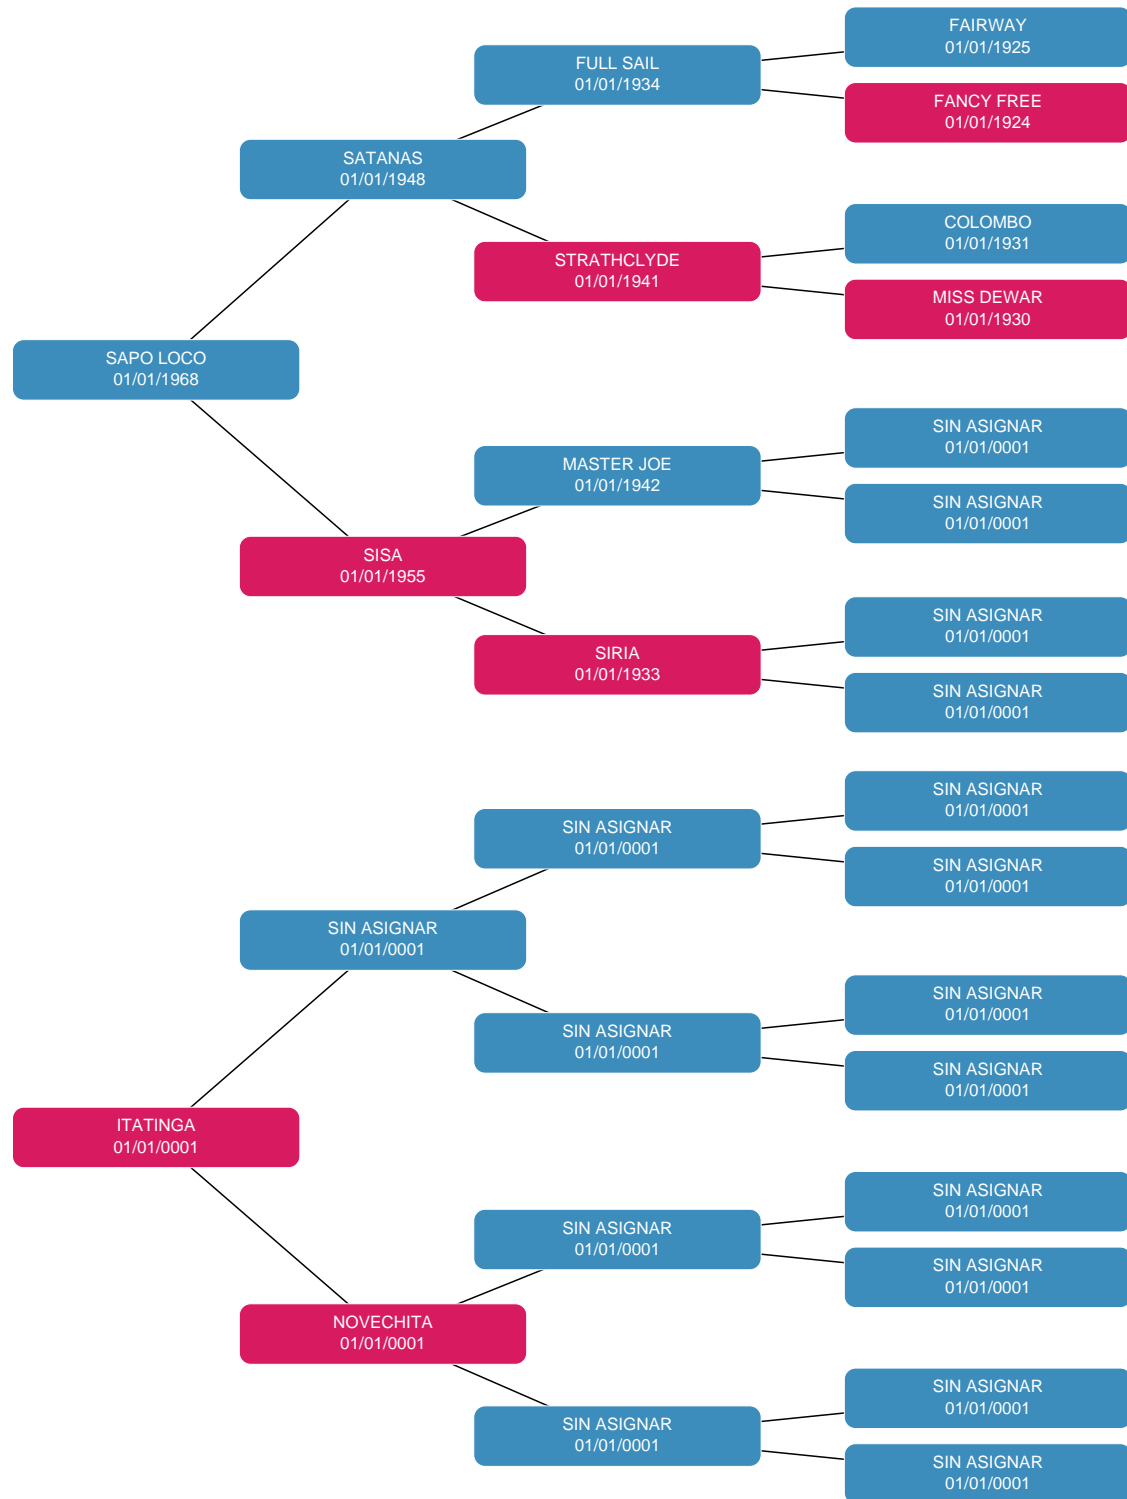 FAIRWAY
01/01/1925
FULL SAIL
01/01/1934
FANCY FREE
01/01/1924
SATANAS
01/01/1948
COLOMBO
01/01/1931
STRATHCLYDE
01/01/1941
MISS DEWAR
01/01/1930
SAPO LOCO
01/01/1968
SIN ASIGNAR
01/01/0001
MASTER JOE
01/01/1942
SIN ASIGNAR
01/01/0001
SISA
01/01/1955
SIN ASIGNAR
01/01/0001
SIRIA
01/01/1933
SIN ASIGNAR
01/01/0001
SIN ASIGNAR
01/01/0001
SIN ASIGNAR
01/01/0001
SIN ASIGNAR
01/01/0001
SIN ASIGNAR
01/01/0001
SIN ASIGNAR
01/01/0001
SIN ASIGNAR
01/01/0001
SIN ASIGNAR
01/01/0001
ITATINGA
01/01/0001
SIN ASIGNAR
01/01/0001
SIN ASIGNAR
01/01/0001
SIN ASIGNAR
01/01/0001
NOVECHITA
01/01/0001
SIN ASIGNAR
01/01/0001
SIN ASIGNAR
01/01/0001
SIN ASIGNAR
01/01/0001